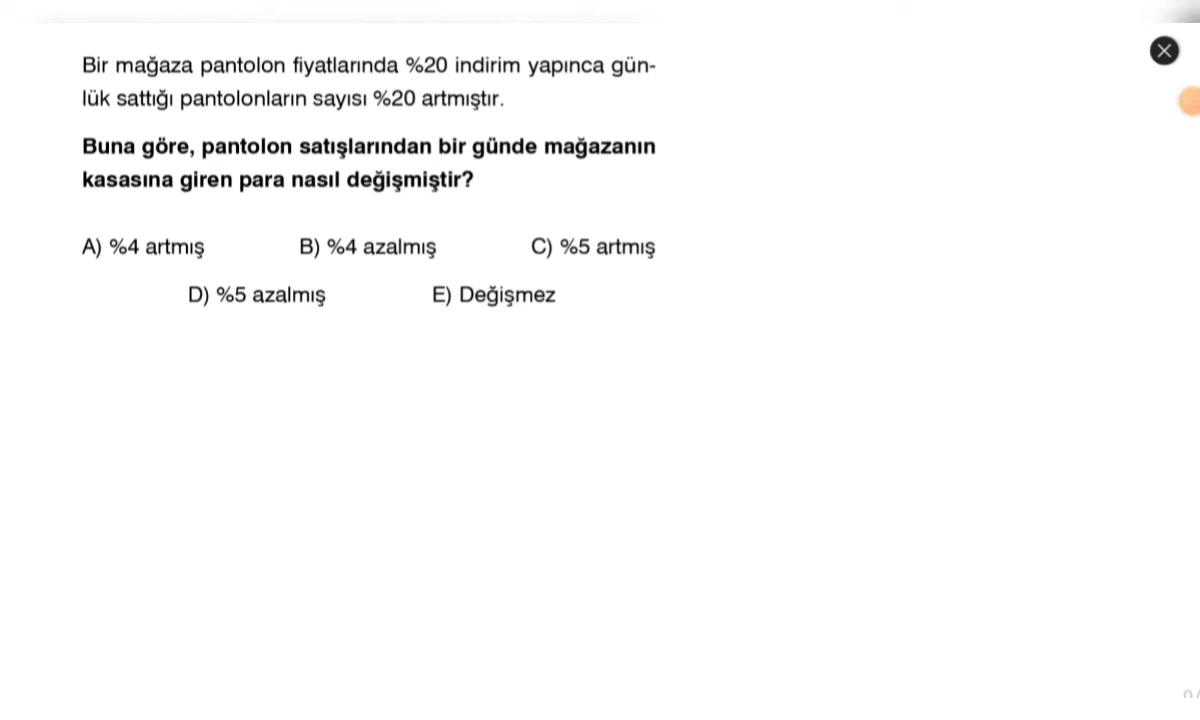 Bir mağaza pantolon fiyatlarında %20 indirim yapınca gün-
lük sattığı pantolonların sayısı %20 artmıştır.
Buna göre, pantolon satışlarından bir günde mağazanın
kasasına giren para nasıl değişmiştir?
A) %4 artmış B) %4 azalmış C) %5 artmış
D) %5 azalmış E) Değişmez